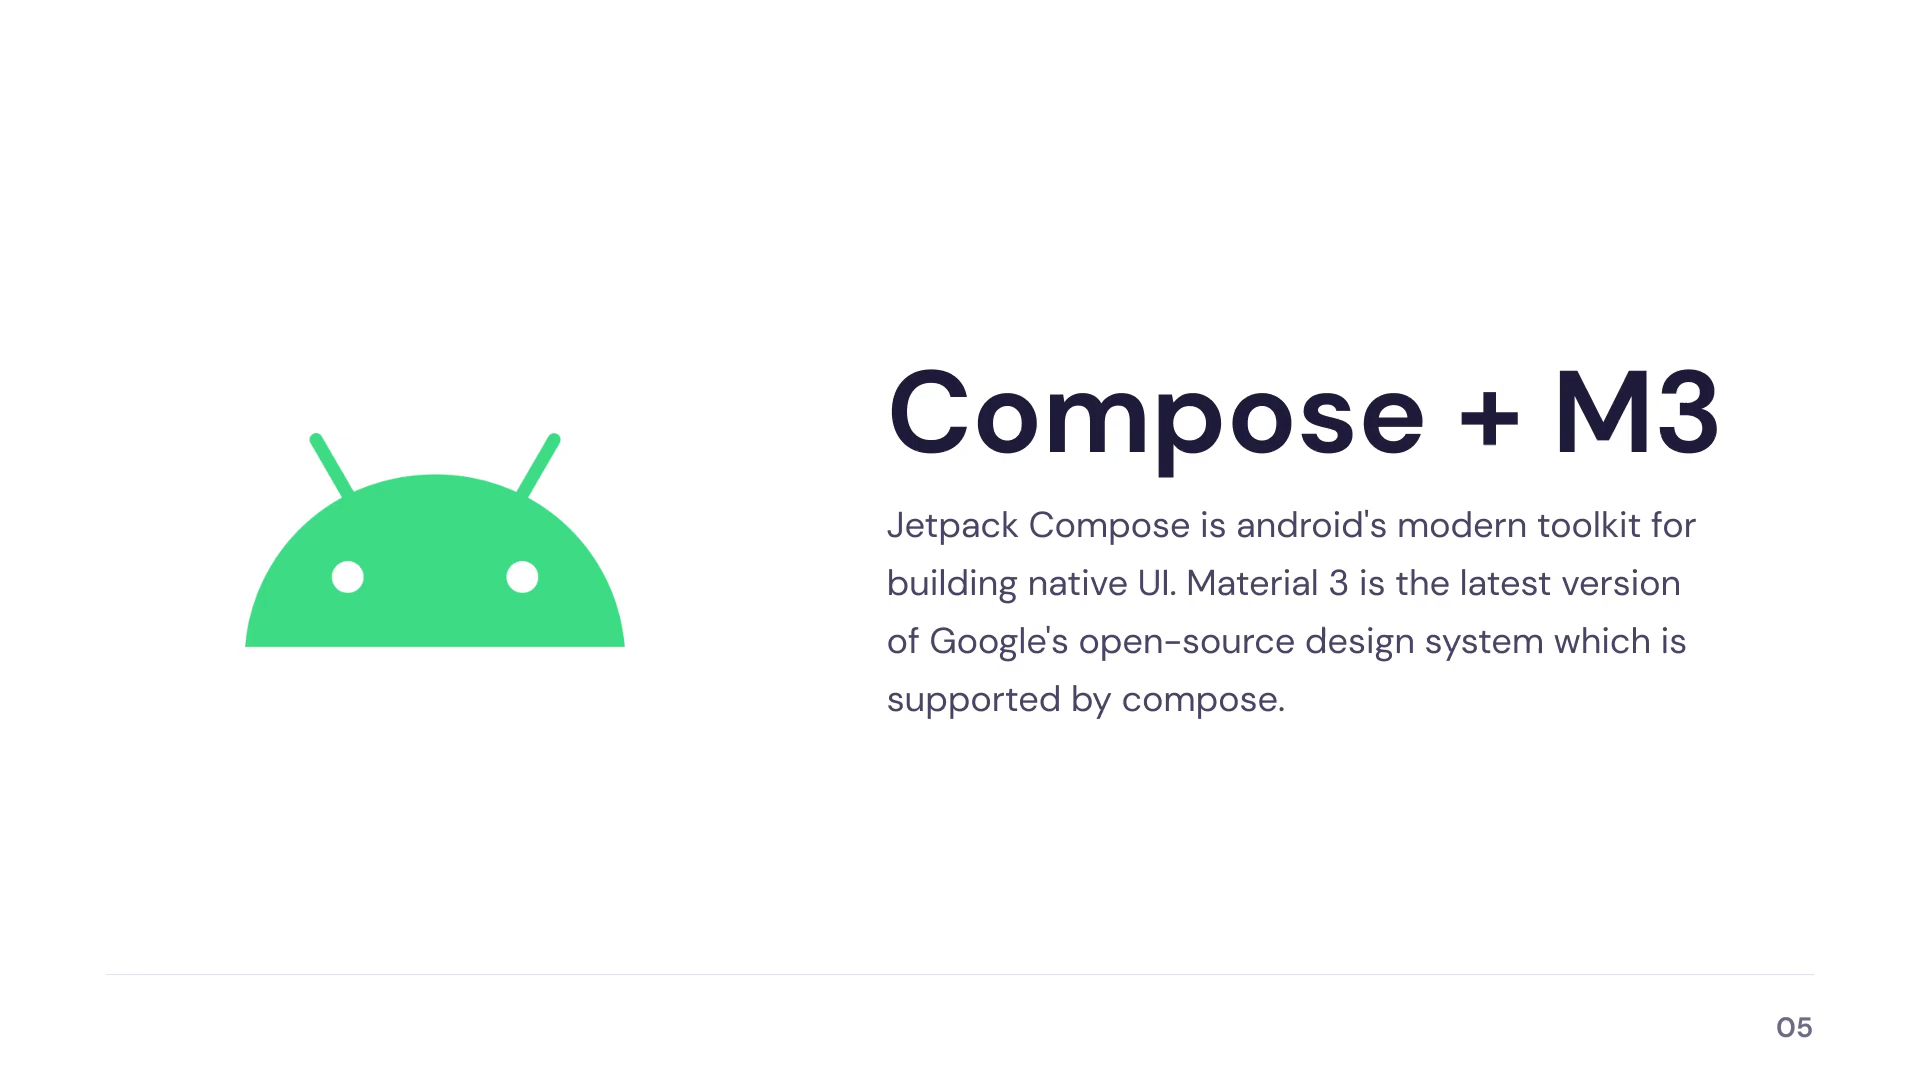 Compose + M3
Jetpack Compose is android's modern toolkit for
building native UI. Material 3 is the latest version
of Google's open-source design system which is
supported by compose.
05